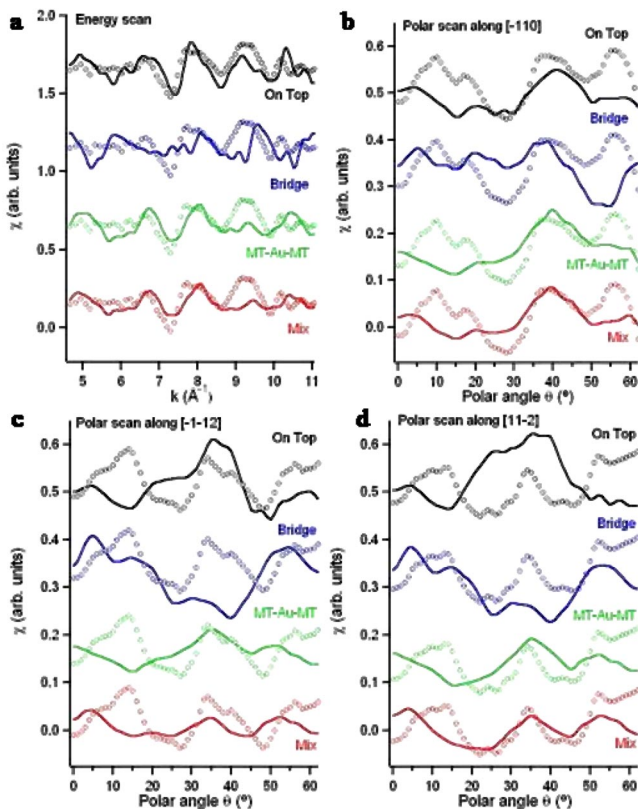 a
Energy scan
2.0
1.5
1.0
0.5
0.0
χ (arb. units)
On Top
Bridge
MT-Au-MT
Mix
5 6 7 8 9 10 11
k (Å⁻¹)
b
Polar scan along [-110]
0.6
0.5
0.4
0.3
0.2
0.1
0.0
χ (arb. units)
On Top
Bridge
MT-Au-MT
Mix
0 10 20 30 40 50 60
Polar angle θ (°)
c
Polar scan along [-1-12]
0.6
0.5
0.4
0.3
0.2
0.1
0.0
χ (arb. units)
On Top
Bridge
MT-Au-MT
Mix
0 10 20 30 40 50 60
Polar angle θ (°)
d
Polar scan along [11-2]
0.6
0.5
0.4
0.3
0.2
0.1
0.0
χ (arb. units)
On Top
Bridge
MT-Au-MT
Mix
0 10 20 30 40 50 60
Polar angle θ (°)